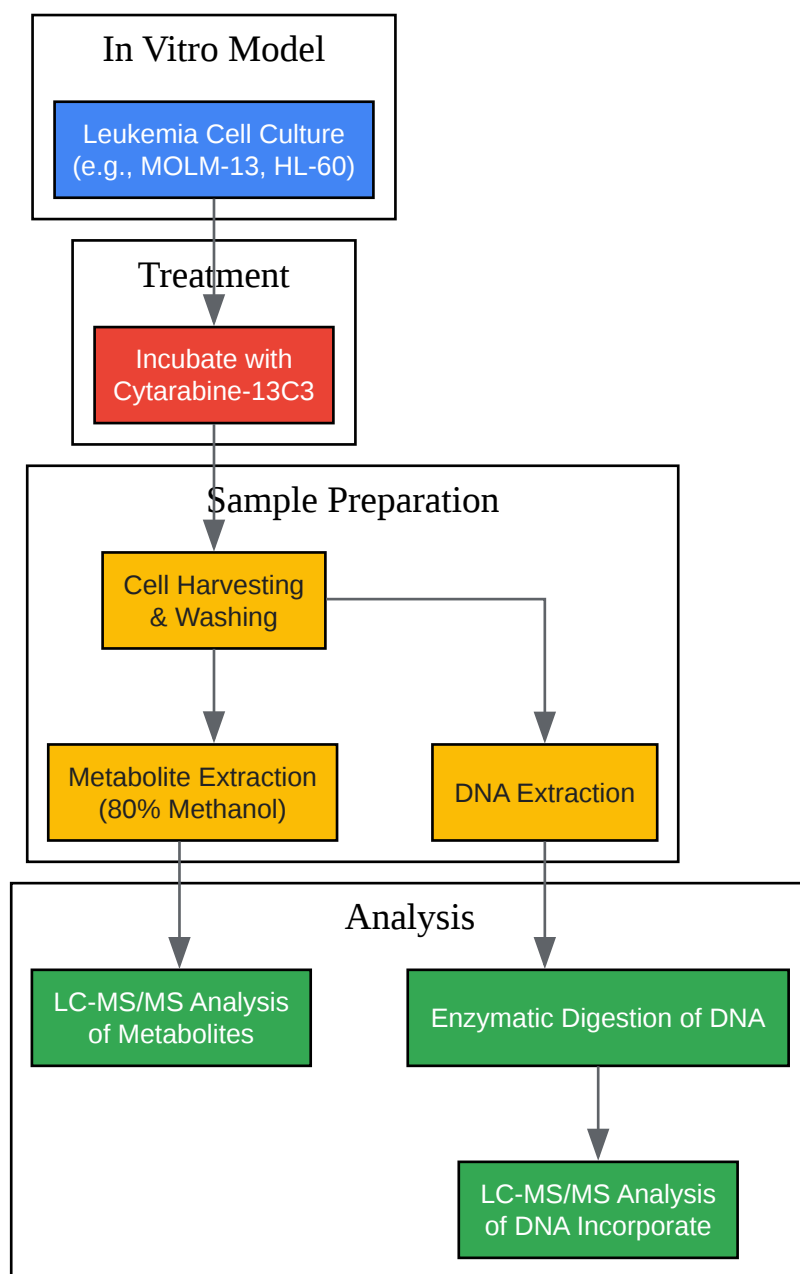 In Vitro Model
Leukemia Cell Culture
(e.g., MOLM-13, HL-60)
Treatment
Incubate with
Cytarabine-13C3
Sample Preparation
Cell Harvesting
& Washing
Metabolite Extraction
(80% Methanol)
DNA Extraction
Analysis
LC-MS/MS Analysis
of Metabolites
Enzymatic Digestion of DNA
LC-MS/MS Analysis
of DNA Incorporate